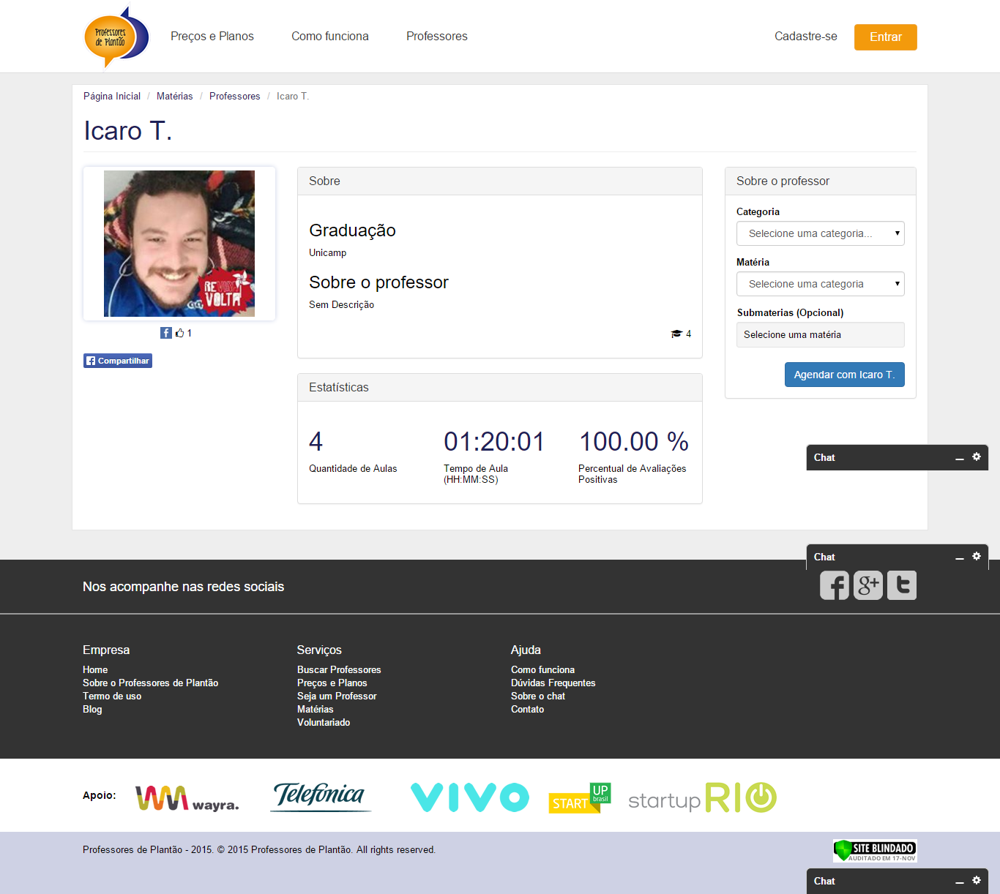 Professores
de Plantão
Preços e Planos
Como funciona
Professores
Cadastre-se
Entrar
Página Inicial / Matérias / Professores / Icaro T.
Icaro T.
REVIRA
VOLTA
1
Compartilhar
Sobre
Graduação
Unicamp
Sobre o professor
Sem Descrição
4
Estatísticas
4
Quantidade de Aulas
01:20:01
Tempo de Aula
(HH:MM:SS)
100.00 %
Percentual de Avaliações
Positivas
Sobre o professor
Categoria
Selecione uma categoria...
Matéria
Selecione uma categoria
Submaterias (Opcional)
Selecione uma matéria
Agendar com Icaro T.
Chat
Chat
Nos acompanhe nas redes sociais
Empresa
Home
Sobre o Professores de Plantão
Termo de uso
Blog
Serviços
Buscar Professores
Preços e Planos
Seja um Professor
Matérias
Voluntariado
Ajuda
Como funciona
Dúvidas Frequentes
Sobre o chat
Contato
Apoio:
wayra.
Telefónica
vivo
START
UP
brasil
startup RIO
Professores de Plantão - 2015. © 2015 Professores de Plantão. All rights reserved.
SITE BLINDADO
AUDITADO EM 17-NOV
Chat